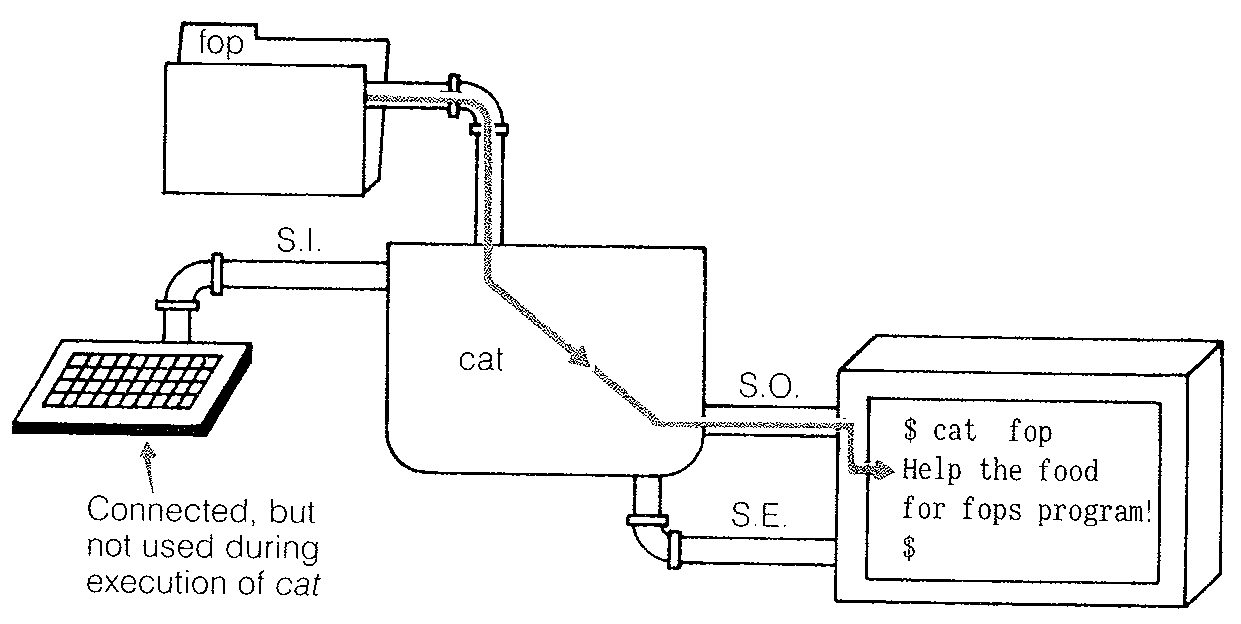 fop
S.I.
cat
S.O.
$ cat fop
Help the food
for fops program!
$
S.E.
Connected, but
not used during
execution of cat